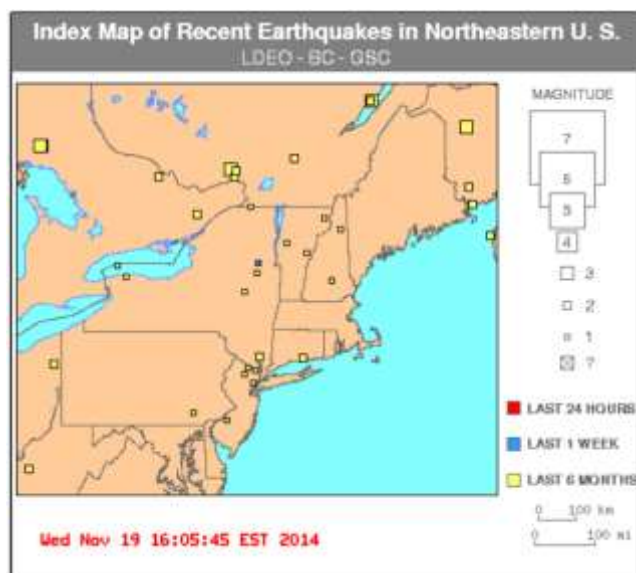 Index Map of Recent Earthquakes in Northeastern U. S.
LDEO - BC - GSC
MAGNITUDE
7
6
5
4
3
2
1
?
LAST 24 HOURS
LAST 1 WEEK
LAST 6 MONTHS
0 100 km
0 100 mi
Wed Nov 19 16:05:45 EST 2014